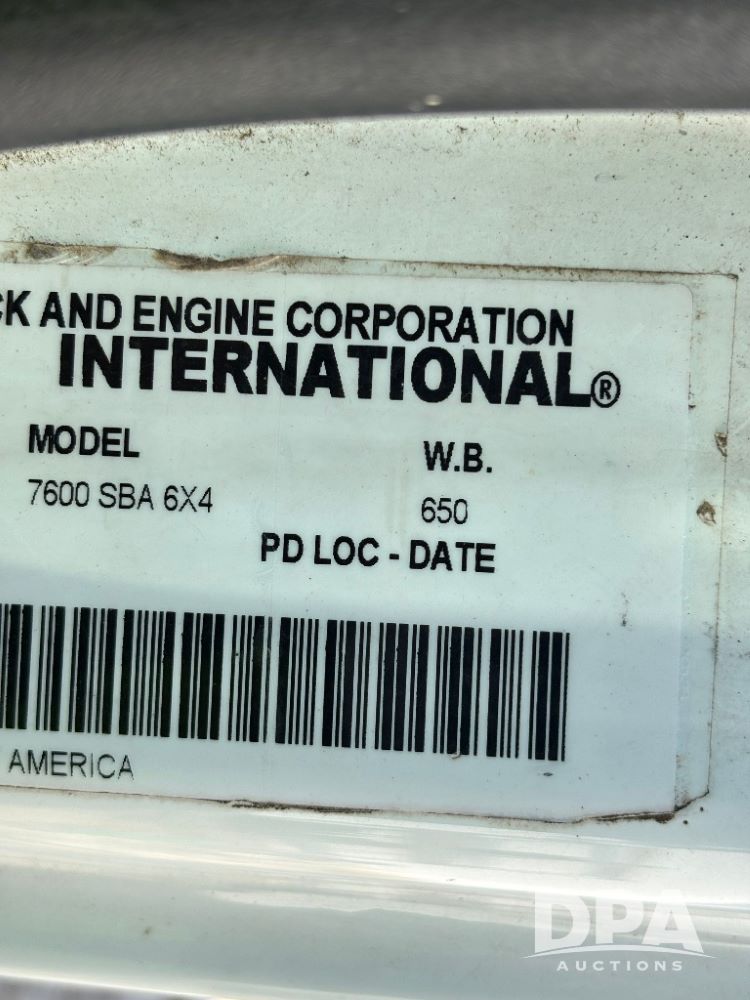 CK AND ENGINE CORPORATION
INTERNATIONAL®
MODEL W.B.
7600 SBA 6X4 650
PD LOC - DATE
AMERICA
DPA
AUCTIONS